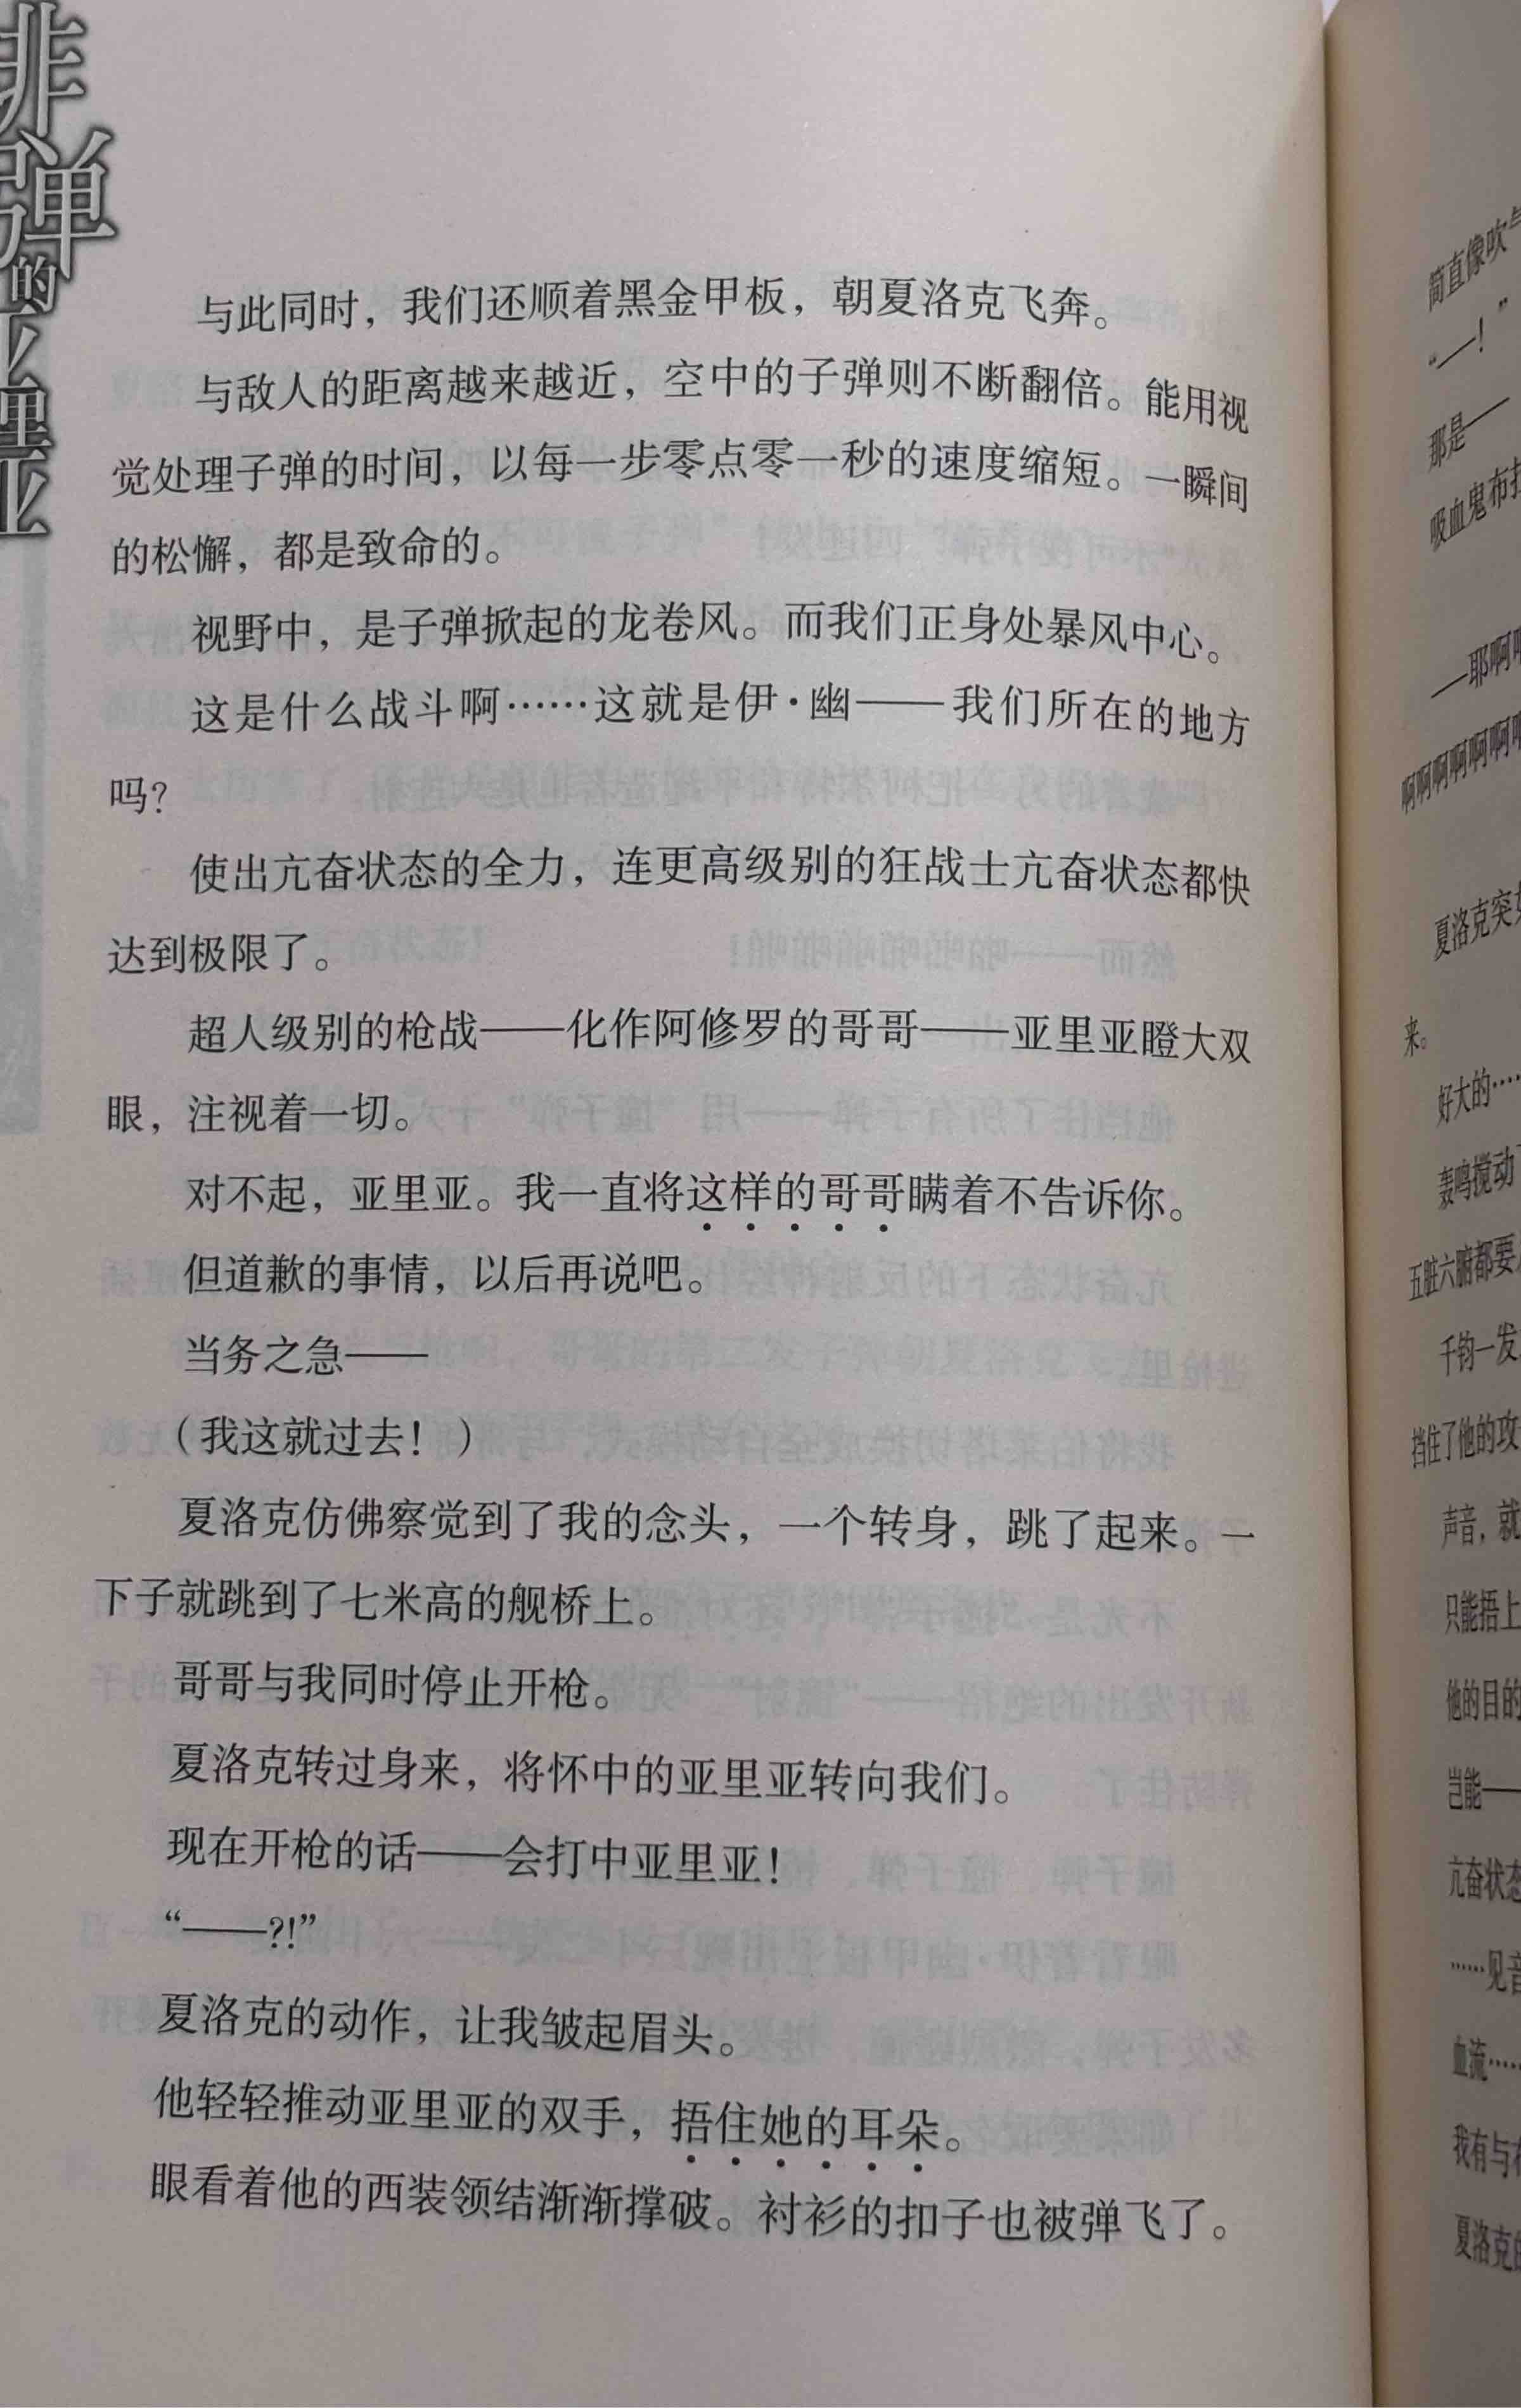 非弹的亚里亚
与此同时，我们还顺着黑金甲板，朝夏洛克飞奔。
与敌人的距离越来越近，空中的子弹则不断翻倍。能用视
觉处理子弹的时间，以每一步零点零一秒的速度缩短。一瞬间
的松懈，都是致命的。
视野中，是子弹掀起的龙卷风。而我们正身处暴风中心。
这是什么战斗啊……这就是伊·幽——我们所在的地方
吗？
使出亢奋状态的全力，连更高级别的狂战士亢奋状态都快
达到极限了。
超人级别的枪战——化作阿修罗的哥哥——亚里亚瞪大双
眼，注视着一切。
对不起，亚里亚。我一直将这样的哥哥瞒着不告诉你。
但道歉的事情，以后再说吧。
当务之急——
（我这就过去！）
夏洛克仿佛察觉到了我的念头，一个转身，跳了起来。一
下子就跳到了七米高的舰桥上。
哥哥与我同时停止开枪。
夏洛克转过身来，将怀中的亚里亚转向我们。
现在开枪的话——会打中亚里亚！
“——?!”
夏洛克的动作，让我皱起眉头。
他轻轻推动亚里亚的双手，捂住她的耳朵。
眼看着他的西装领结渐渐撑破。衬衫的扣子也被弹飞了。
简直像吹
“—！”
那是——
吸血鬼布
——耶啊
啊啊啊啊啊
夏洛克突
来。
好大的……
轰鸣搅动
五脏六腑都要
千钧一发
挡住了他的攻
声音，就
只能捂上
他的目的
岂能——
亢奋状态
……见音
血流……
我有与
夏洛克的